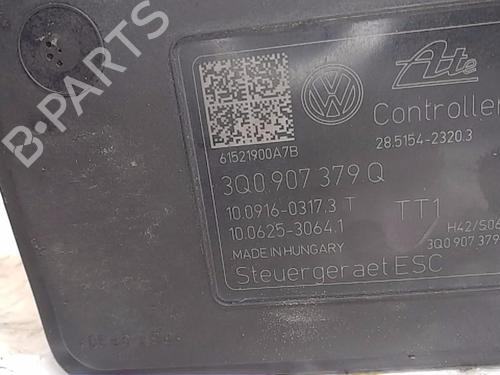 B-PARTS
Ate
Controller
28.5154-2320.3
61521900A7B
3Q0 907 379 Q
10.0916-0317.3 T
10.0625-3064.1
TT1
MADE IN HUNGARY
H42/S06
3Q0 907 379
Steuergeraet ESC